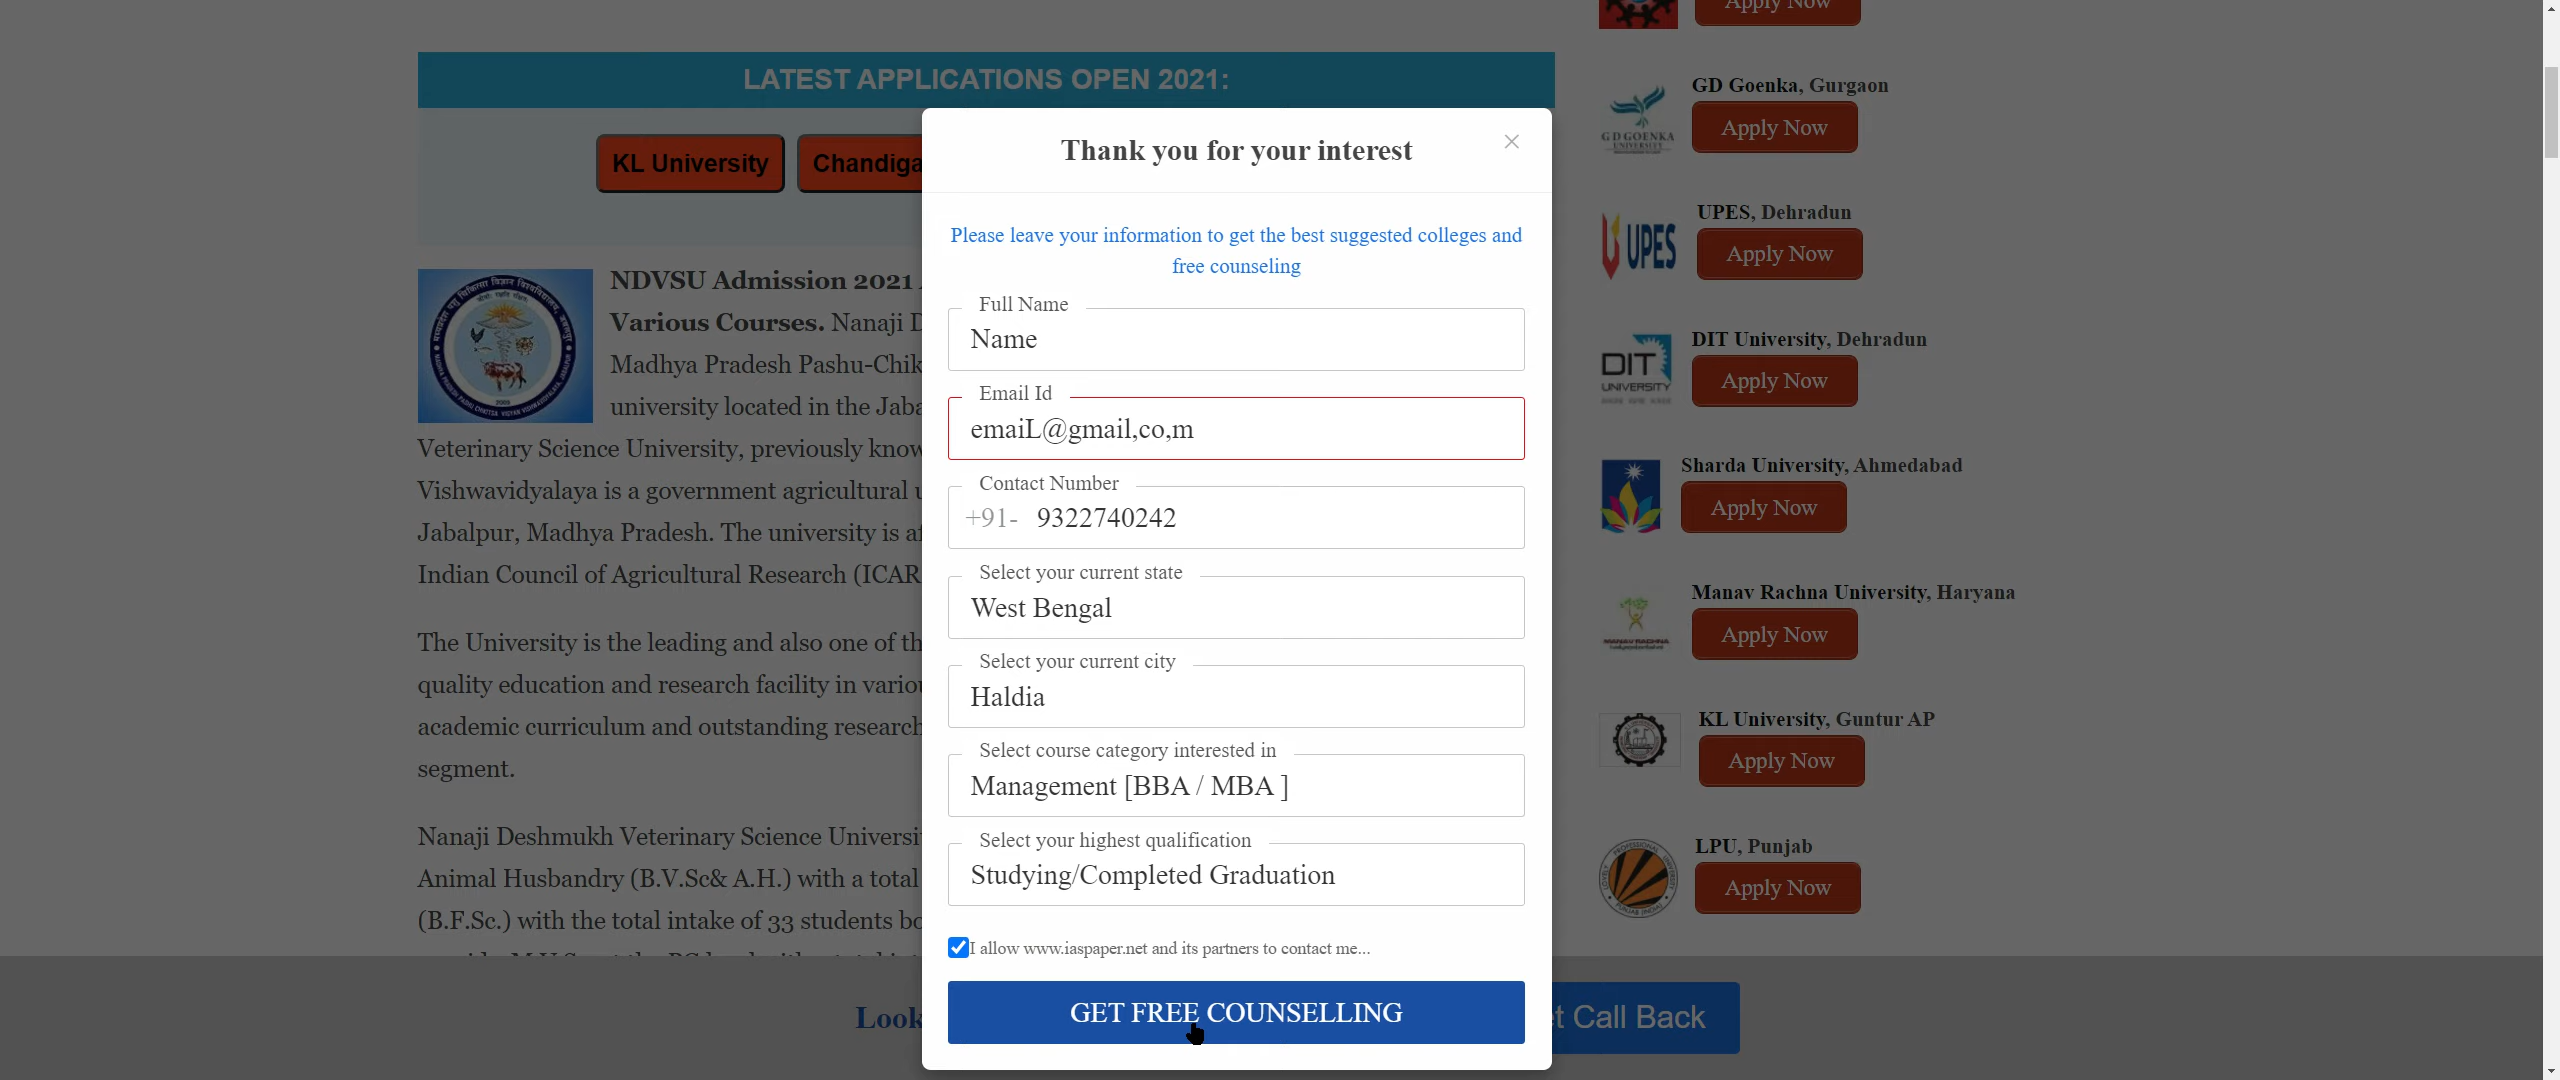 Apply Now
LATEST APPLICATIONS OPEN 2021:
KL University
Chandiga
NDVSU Admission 2021
Various Courses. Nanaji D
Madhya Pradesh Pashu-Chik
university located in the Jaba
Veterinary Science University, previously know
Vishwavidyalaya is a government agricultural u
Jabalpur, Madhya Pradesh. The university is af
Indian Council of Agricultural Research (ICAR
The University is the leading and also one of th
quality education and research facility in variou
academic curriculum and outstanding research
segment.
Nanaji Deshmukh Veterinary Science Universi
Animal Husbandry (B.V.Sc& A.H.) with a total
(B.F.Sc.) with the total intake of 33 students bo
Look
Thank you for your interest
Please leave your information to get the best suggested colleges and
free counseling
Full Name
Name
Email Id
emaiL@gmail,co,m
Contact Number
+91- 9322740242
Select your current state
West Bengal
Select your current city
Haldia
Select course category interested in
Management [BBA / MBA ]
Select your highest qualification
Studying/Completed Graduation
I allow www.iaspaper.net and its partners to contact me...
GET FREE COUNSELLING
t Call Back
GD Goenka, Gurgaon
GD GOENKA
UNIVERSITY
Apply Now
UPES, Dehradun
UPES
Apply Now
DIT University, Dehradun
DIT
UNIVERSITY
Apply Now
Sharda University, Ahmedabad
Apply Now
Manav Rachna University, Haryana
MANAV RACHNA
Apply Now
KL University, Guntur AP
Apply Now
LPU, Punjab
Apply Now